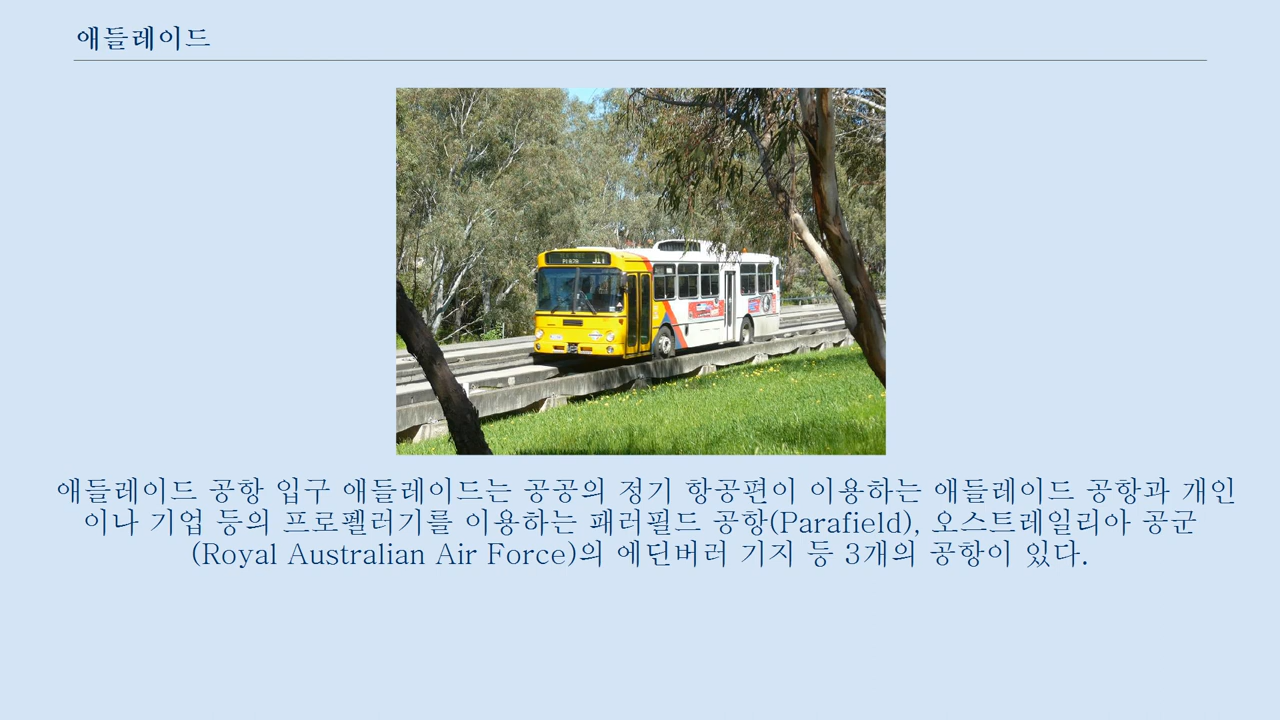 애들레이드
애들레이드 공항 입구 애들레이드는 공공의 정기 항공편이 이용하는 애들레이드 공항과 개인
이나 기업 등의 프로펠러기를 이용하는 패러필드 공항(Parafield), 오스트레일리아 공군
(Royal Australian Air Force)의 에딘버러 기지 등 3개의 공항이 있다.